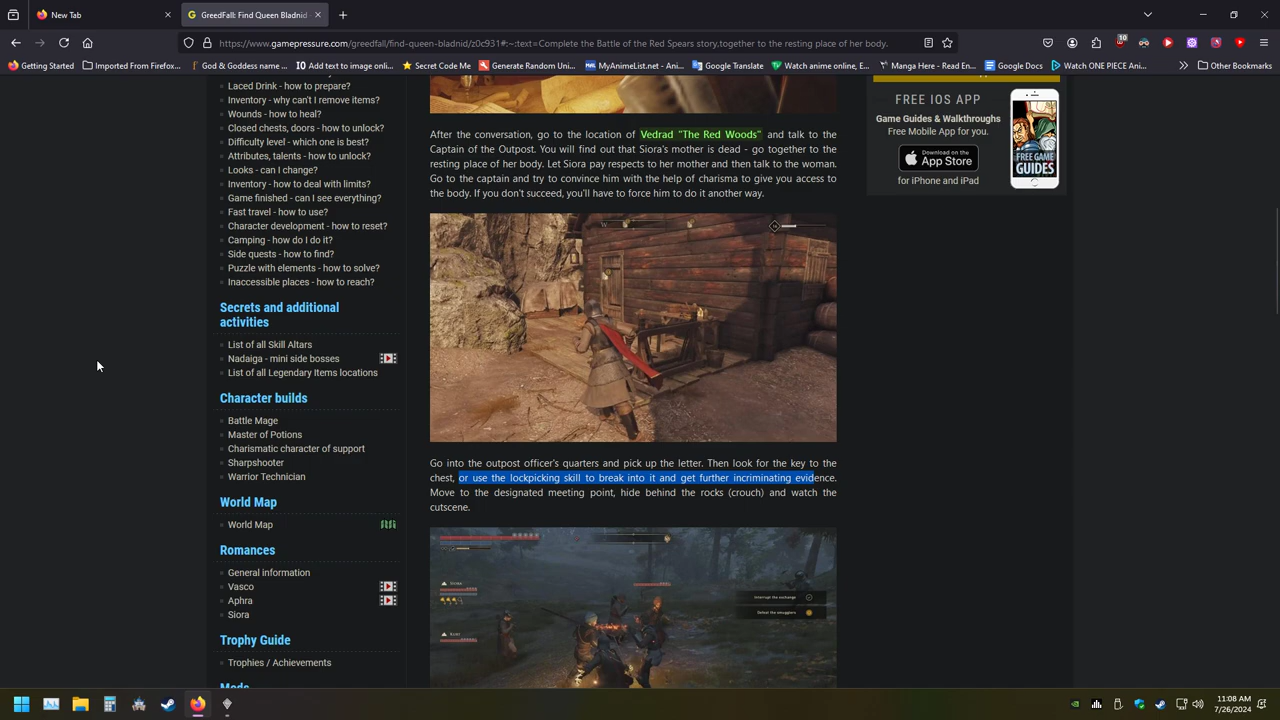 New Tab
GreedFall: Find Queen Bladnid
https://www.gamepressure.com/greedfall/find-queen-bladnid/z0c931#:~:text=Complete the Battle of the Red Spears story,together to the resting place of her body.
Getting Started
Imported From Firefox...
God & Goddess name ...
Add text to image onli...
Secret Code Me
Generate Random Uni...
MyAnimeList.net - Ani...
Google Translate
Watch anime online, E...
Manga Here - Read En...
Google Docs
Watch ONE PIECE Ani...
Other Bookmarks
Laced Drink - how to prepare?
Inventory - why can't I remove items?
Wounds - how to heal?
Closed chests, doors - how to unlock?
Difficulty level - which one is best?
Attributes, talents - how to unlock?
Looks - can I change?
Inventory - how to deal with limits?
Game finished - can I see everything?
Fast travel - how to use?
Character development - how to reset?
Camping - how do I do it?
Side quests - how to find?
Puzzle with elements - how to solve?
Inaccessible places - how to reach?
Secrets and additional
activities
List of all Skill Altars
Nadaiga - mini side bosses
List of all Legendary Items locations
Character builds
Battle Mage
Master of Potions
Charismatic character of support
Sharpshooter
Warrior Technician
World Map
World Map
Romances
General information
Vasco
Aphra
Siora
Trophy Guide
Trophies / Achievements
Mods
After the conversation, go to the location of Vedrad "The Red Woods" and talk to the
Captain of the Outpost. You will find out that Siora's mother is dead - go together to the
resting place of her body. Let Siora pay respects to her mother and then talk to the woman.
Go to the captain and try to convince him with the help of charisma to give you access to
the body. If you don't succeed, you'll have to force him to do it another way.
W
Go into the outpost officer's quarters and pick up the letter. Then look for the key to the
chest, or use the lockpicking skill to break into it and get further incriminating evidence.
Move to the designated meeting point, hide behind the rocks (crouch) and watch the
cutscene.
Siora
Kurt
Interrupt the exchange
Defeat the smugglers
FREE IOS APP
Game Guides & Walkthroughs
Free Mobile App for you.
Download on the
App Store
for iPhone and iPad
FREE GAME
GUIDES
10
11:08 AM
7/26/2024